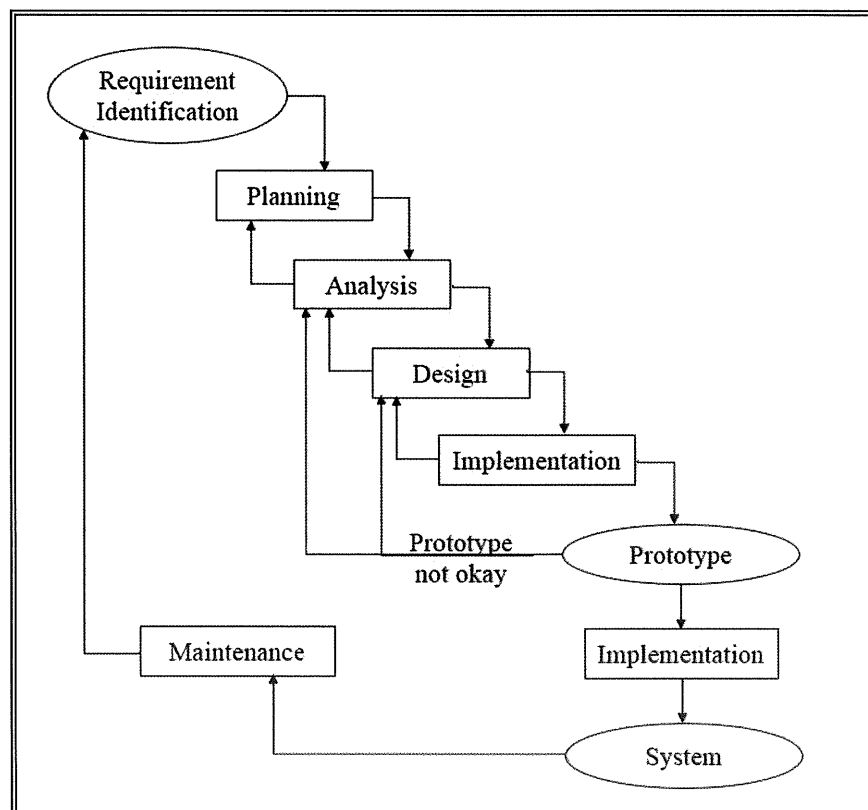 Requirement
Identification
Planning
Analysis
Design
Implementation
Prototype
not okay
Prototype
Maintenance
Implementation
System